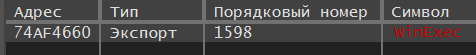 Адрес Тип Порядковый номер Символ
74AF4660 Экспорт 1598 WinExec